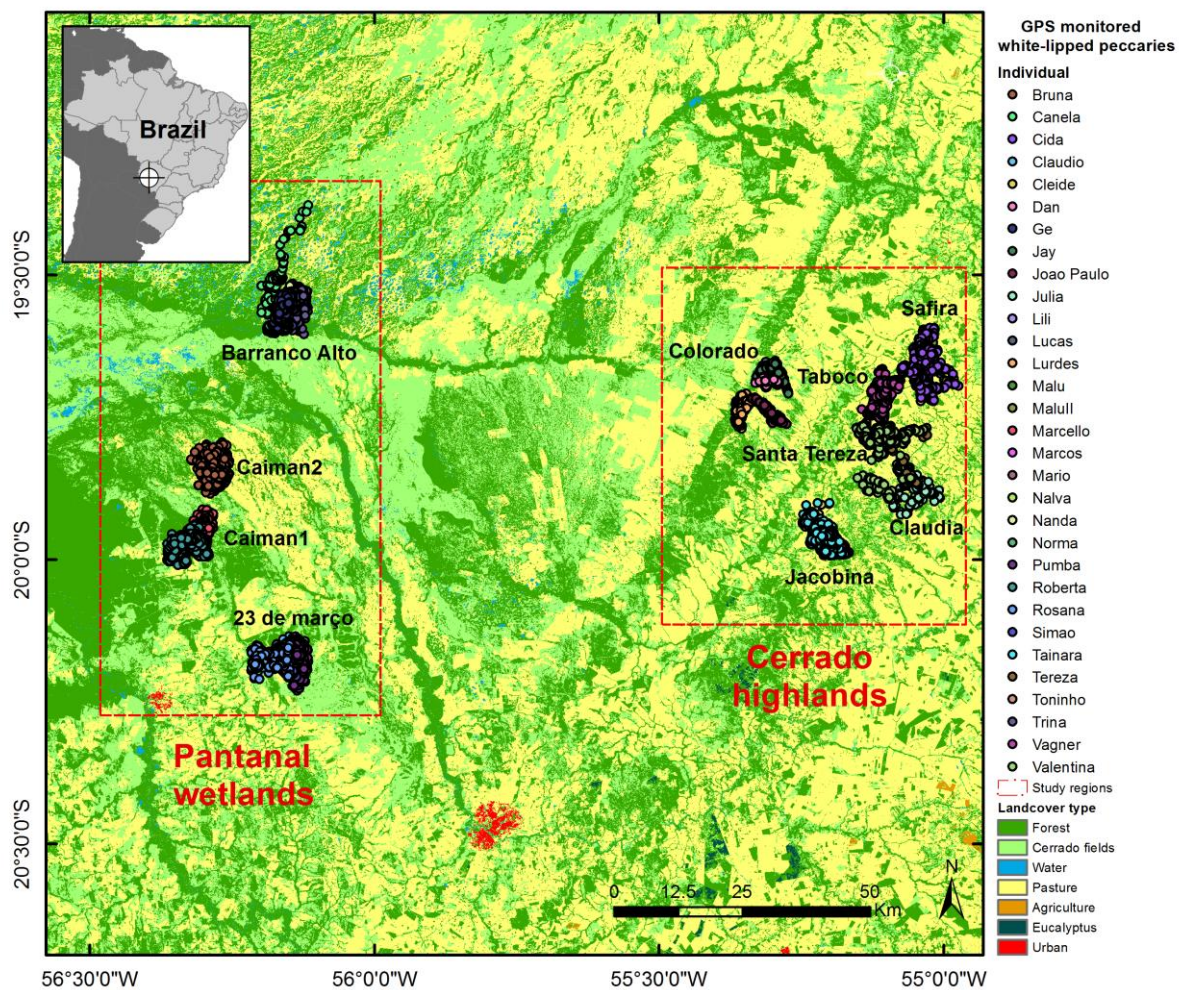 Brazil
Barranco Alto
Caiman2
Caiman1
23 de março
Pantanal
wetlands
Safira
Colorado
Taboco
Santa Tereza
Claudia
Jacobina
Cerrado
highlands
0 12.5 25 50
Km
N
19°30'0"S
20°0'0"S
20°30'0"S
56°30'0"W
56°0'0"W
55°30'0"W
55°0'0"W
GPS monitored
white-lipped peccaries
Individual
Bruna
Canela
Cida
Claudio
Cleide
Dan
Ge
Jay
Joao Paulo
Julia
Lili
Lucas
Lurdes
Malu
MaluII
Marcello
Marcos
Mario
Nalva
Nanda
Norma
Pumba
Roberta
Rosana
Simao
Tainara
Tereza
Toninho
Trina
Vagner
Valentina
Study regions
Landcover type
Forest
Cerrado fields
Water
Pasture
Agriculture
Eucalyptus
Urban